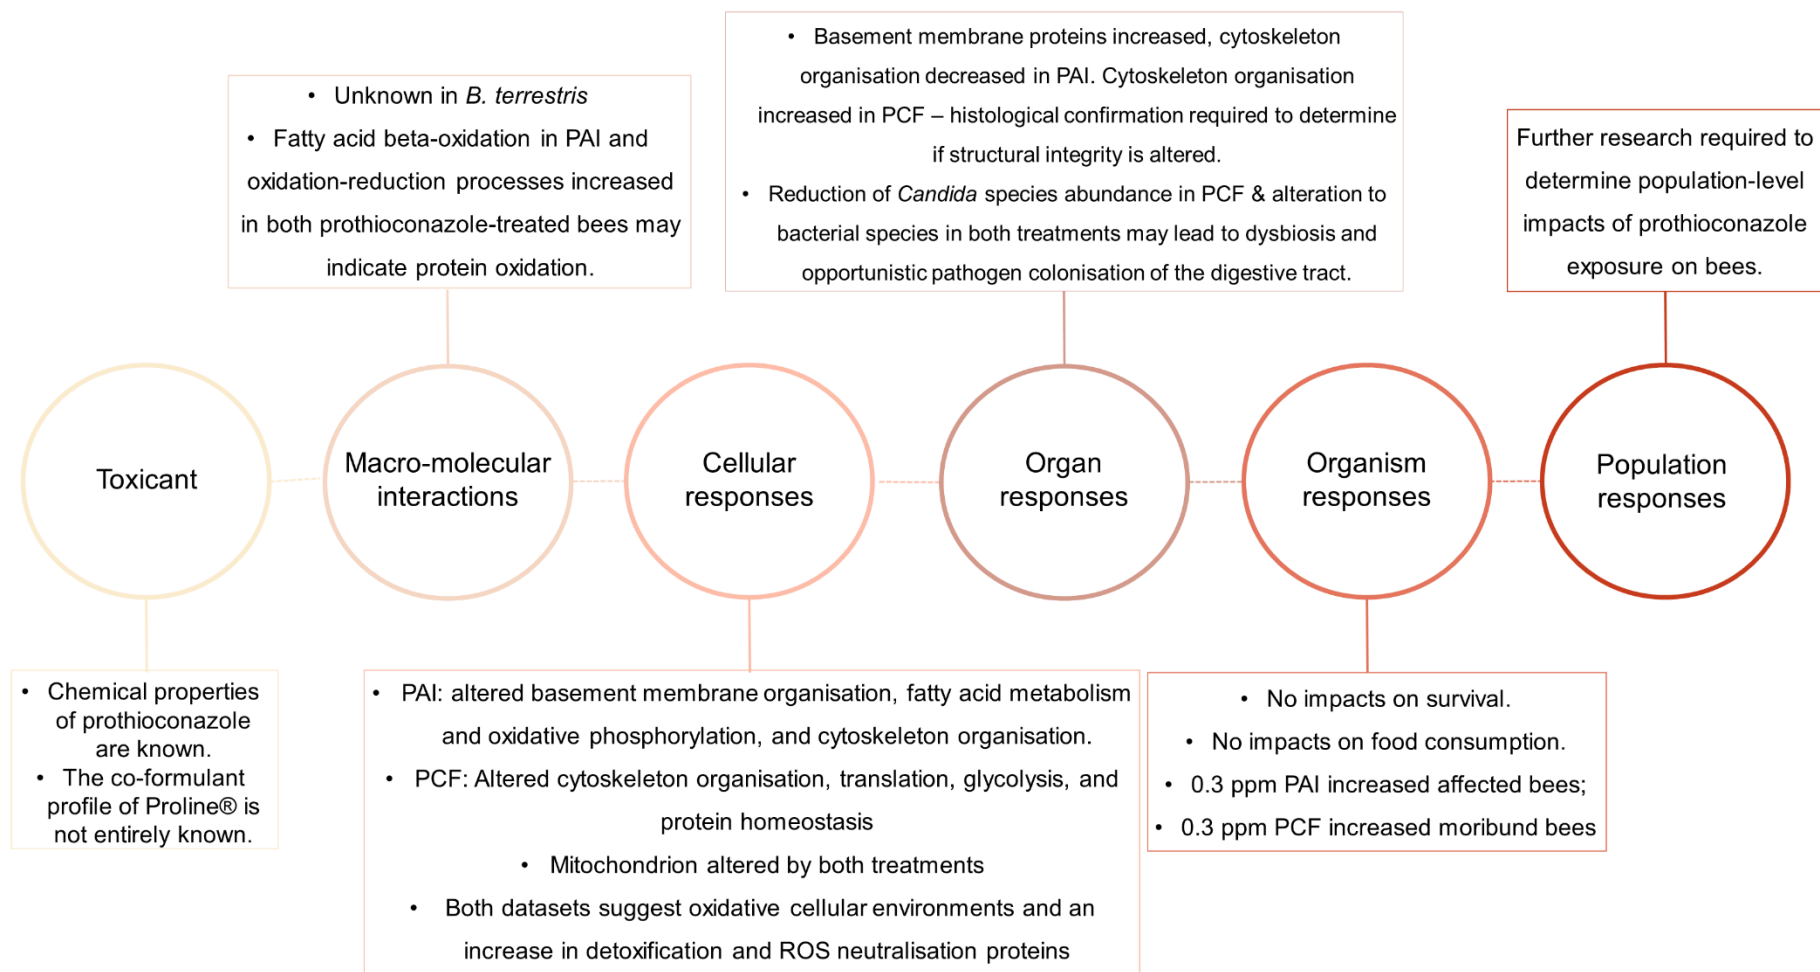 • Unknown in B. terrestris
• Fatty acid beta-oxidation in PAI and
oxidation-reduction processes increased
in both prothioconazole-treated bees may
indicate protein oxidation.
• Basement membrane proteins increased, cytoskeleton
organisation decreased in PAI. Cytoskeleton organisation
increased in PCF – histological confirmation required to determine
if structural integrity is altered.
• Reduction of Candida species abundance in PCF & alteration to
bacterial species in both treatments may lead to dysbiosis and
opportunistic pathogen colonisation of the digestive tract.
Further research required to
determine population-level
impacts of prothioconazole
exposure on bees.
Toxicant
Macro-molecular
interactions
Cellular
responses
Organ
responses
Organism
responses
Population
responses
• Chemical properties
of prothioconazole
are known.
• The co-formulant
profile of Proline® is
not entirely known.
• PAI: altered basement membrane organisation, fatty acid metabolism
and oxidative phosphorylation, and cytoskeleton organisation.
• PCF: Altered cytoskeleton organisation, translation, glycolysis, and
protein homeostasis
• Mitochondrion altered by both treatments
• Both datasets suggest oxidative cellular environments and an
increase in detoxification and ROS neutralisation proteins
• No impacts on survival.
• No impacts on food consumption.
• 0.3 ppm PAI increased affected bees;
• 0.3 ppm PCF increased moribund bees